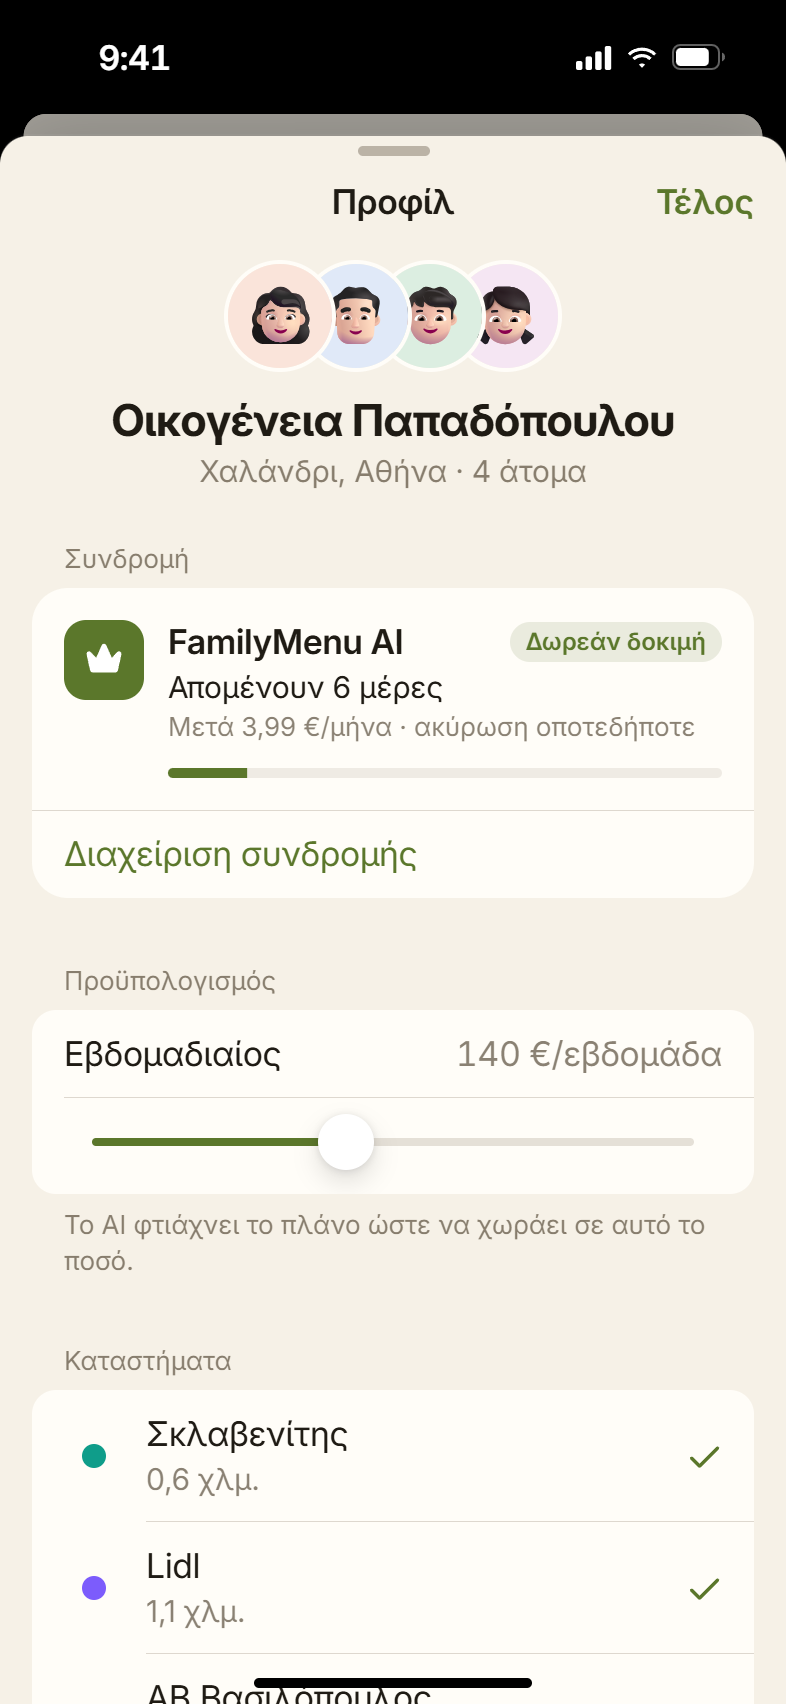 9:41
Προφίλ
Τέλος
Οικογένεια Παπαδόπουλου
Χαλάνδρι, Αθήνα · 4 άτομα
Συνδρομή
FamilyMenu AI
Δωρεάν δοκιμή
Απομένουν 6 μέρες
Μετά 3,99 €/μήνα · ακύρωση οποτεδήποτε
Διαχείριση συνδρομής
Προϋπολογισμός
Εβδομαδιαίος
140 €/εβδομάδα
Το AI φτιάχνει το πλάνο ώστε να χωράει σε αυτό το
ποσό.
Καταστήματα
Σκλαβενίτης
0,6 χλμ.
Lidl
1,1 χλμ.
ΑΒ Βασιλόπουλος